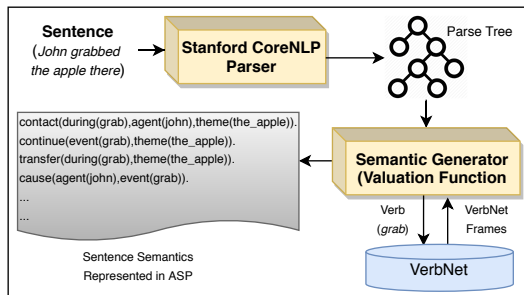 Sentence
(John grabbed
the apple there)
Stanford CoreNLP
Parser
Parse Tree
contact(during(grab),agent(john),theme(the_apple)).
continue(event(grab),theme(the_apple)).
transfer(during(grab),theme(the_apple)).
cause(agent(john),event(grab)).
...
...
Semantic Generator
(Valuation Function
Verb
(grab)
VerbNet
Frames
Sentence Semantics
Represented in ASP
VerbNet